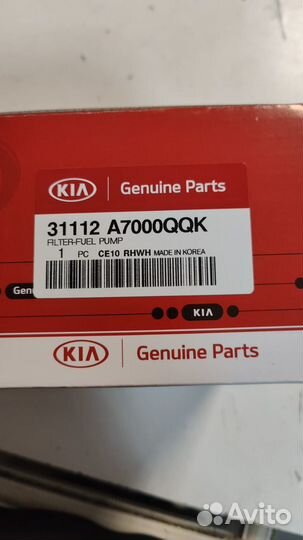 KIA Genuine Parts
31112 A7000QQK
FILTER-FUEL PUMP
1 PC CE10 RHWH MADE IN KOREA
Gen
KIA
KIA Genuine Parts
Avito